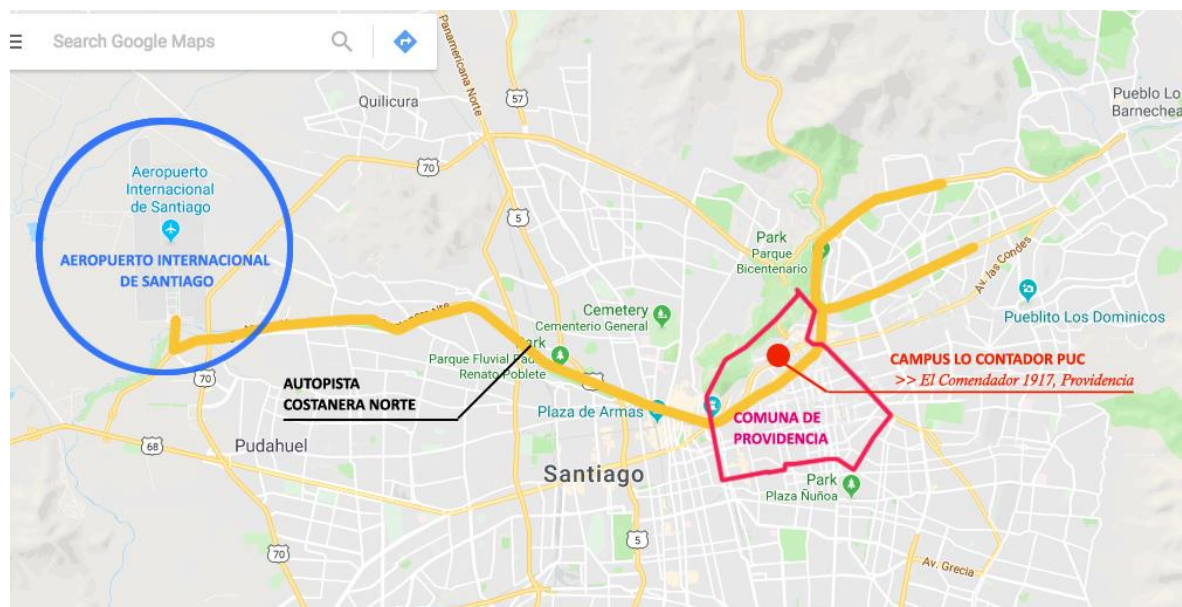 Search Google Maps
Panamericana Norte
Quilicura
57
Pueblo Lo
Barnechea
70
Aeropuerto
Internacional
de Santiago
5
AEROPUERTO INTERNACIONAL
DE SANTIAGO
Park
Parque
Bicentenario
Av. las Condes
Cemetery
Cementerio General
Pueblito Los Dominicos
Park
Parque Fluvial
Renato Poblete
70
AUTOPISTA
COSTANERA NORTE
CAMPUS LO CONTADOR PUC
>> El Comendador 1917, Providencia
Plaza de Armas
COMUNA DE
PROVIDENCIA
68
Pudahuel
Santiago
Park
Plaza Ñuñoa
5
70
Av. Grecia